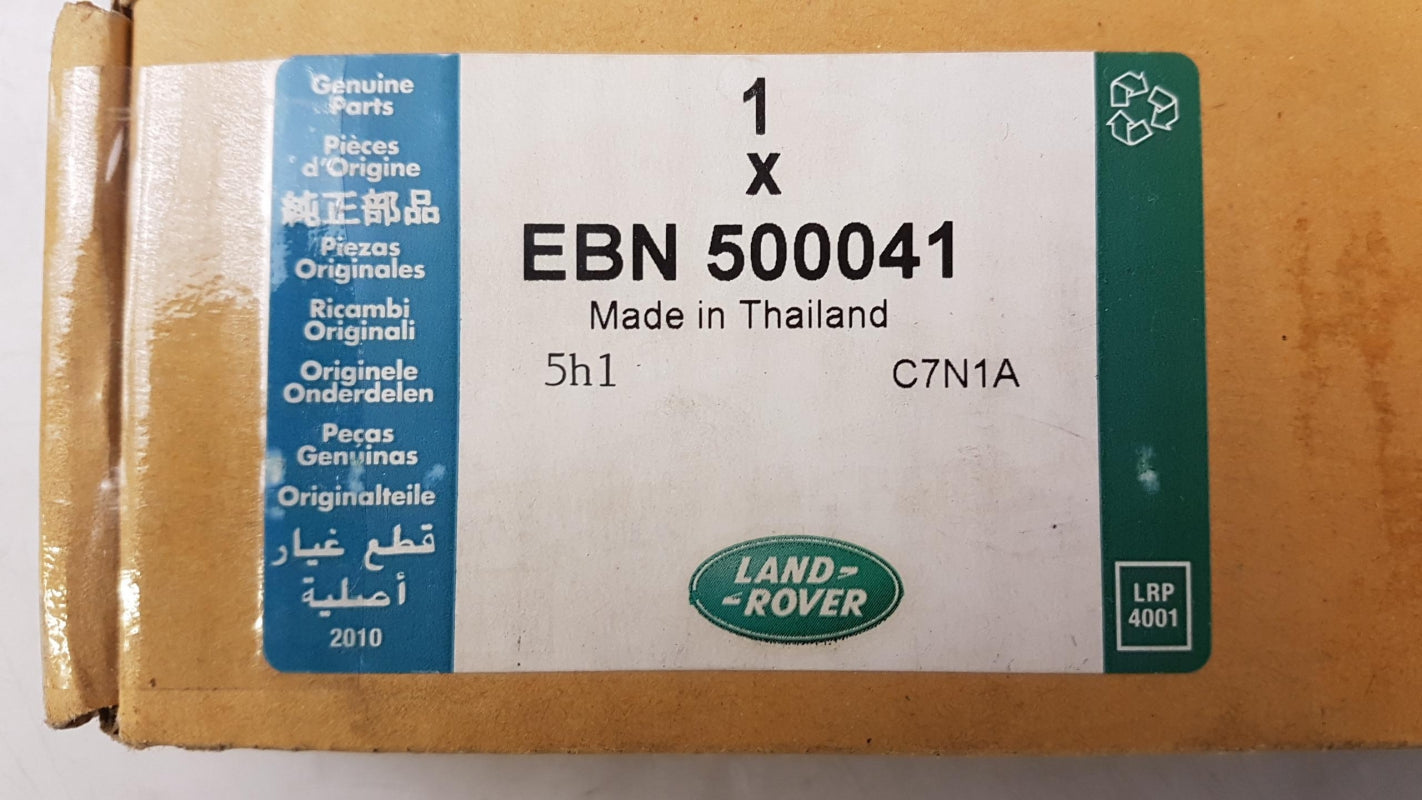 Genuine
Parts
Pièces
d'Origine
純正部品
Piezas
Originales
Ricambi
Originali
Originele
Onderdelen
Peças
Genuinas
Originalteile
قطع غيار
أصلية
2010
1
x
EBN 500041
Made in Thailand
5h1 C7N1A
LAND-
-ROVER
LRP
4001